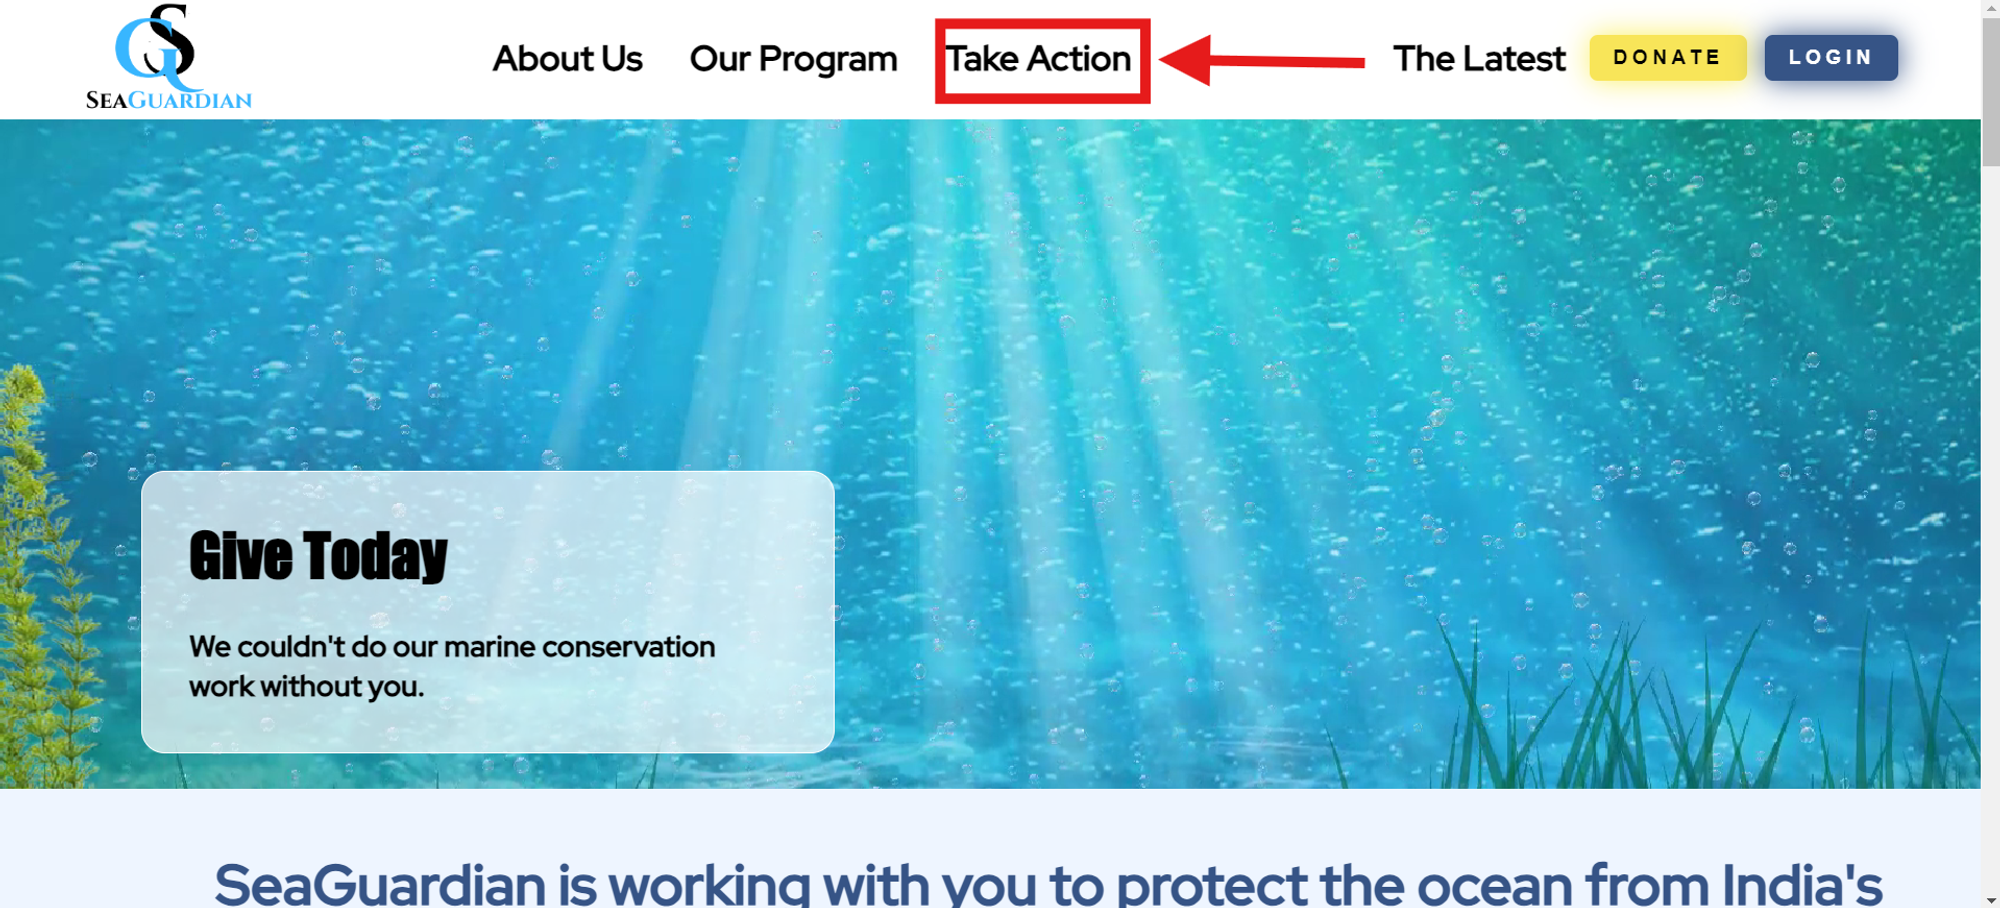 GS
SEAGUARDIAN
About Us
Our Program
Take Action
The Latest
DONATE
LOGIN
Give Today
We couldn't do our marine conservation
work without you.
SeaGuardian is working with you to protect the ocean from India's